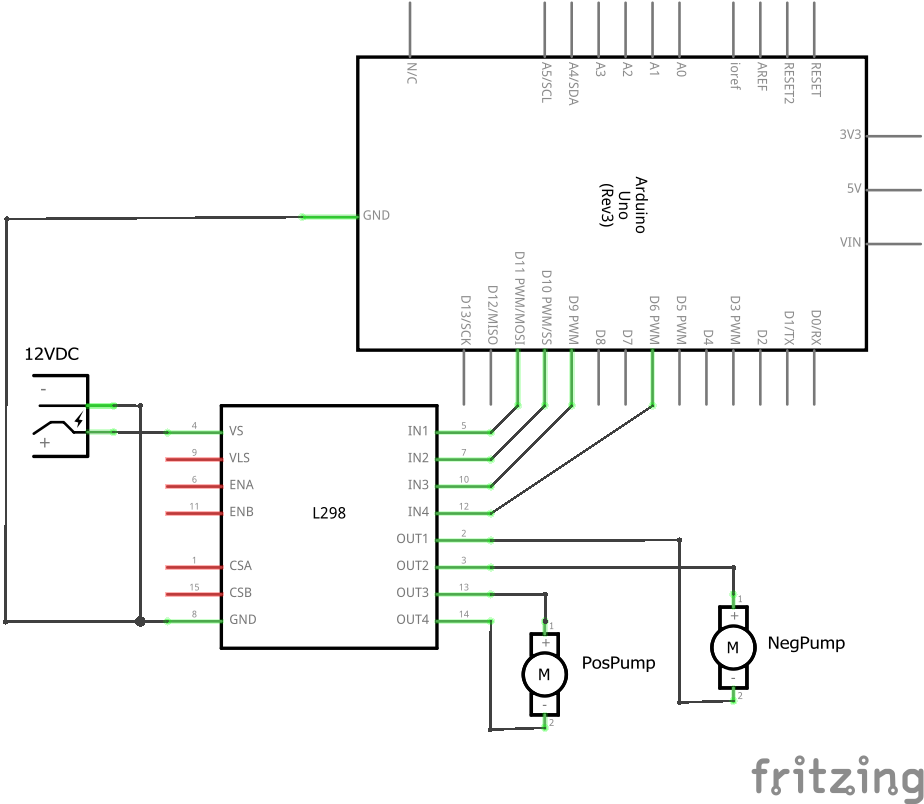 N/C
A5/SCL
A4/SDA
A3
A2
A1
A0
ioref
AREF
RESET2
RESET
3V3
5V
VIN
Arduino
Uno
(Rev3)
GND
D13/SCK
D12/MISO
D11 PWM/MOSI
D10 PWM/SS
D9 PWM
D8
D7
D6 PWM
D5 PWM
D4
D3 PWM
D2
D1/TX
D0/RX
12VDC
-
+
4 VS
9 VLS
6 ENA
11 ENB
1 CSA
15 CSB
8 GND
L298
IN1 5
IN2 7
IN3 10
IN4 12
OUT1 2
OUT2 3
OUT3 13
OUT4 14
1
+
M
-
2
PosPump
1
+
M
-
2
NegPump
fritzing